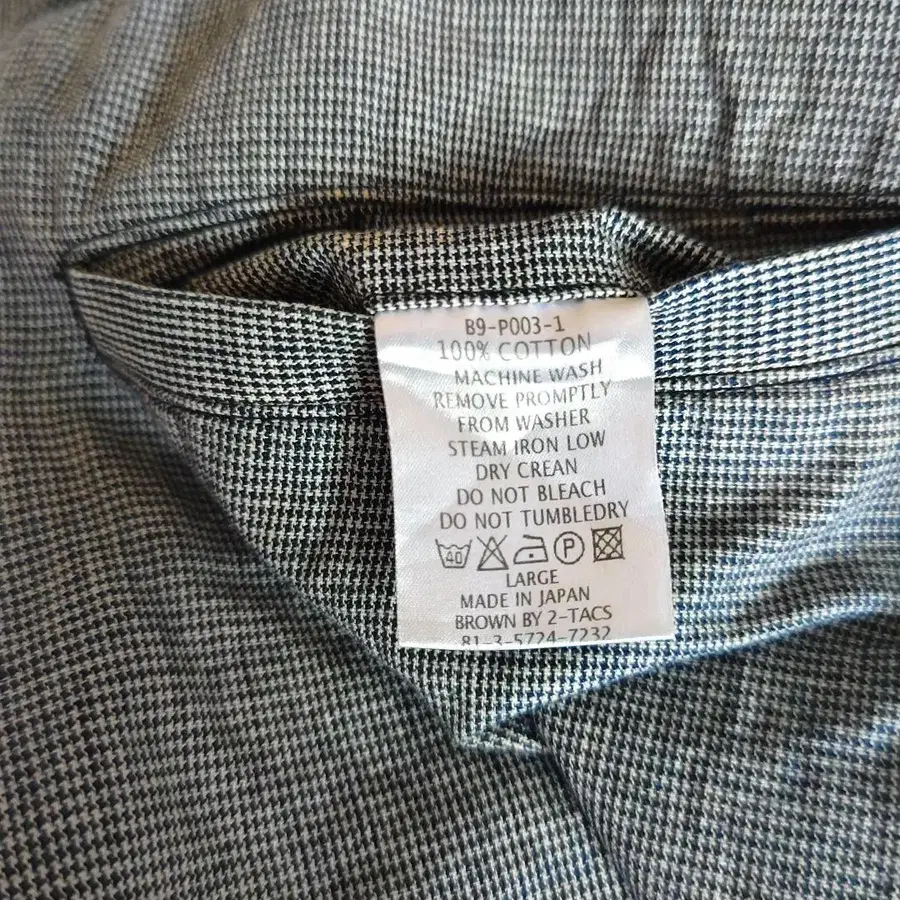 B9-P003-1
100% COTTON
MACHINE WASH
REMOVE PROMPTLY
FROM WASHER
STEAM IRON LOW
DRY CREAN
DO NOT BLEACH
DO NOT TUMBLEDRY
40 P
LARGE
MADE IN JAPAN
BROWN BY 2-TACS
81-3-5724-7232